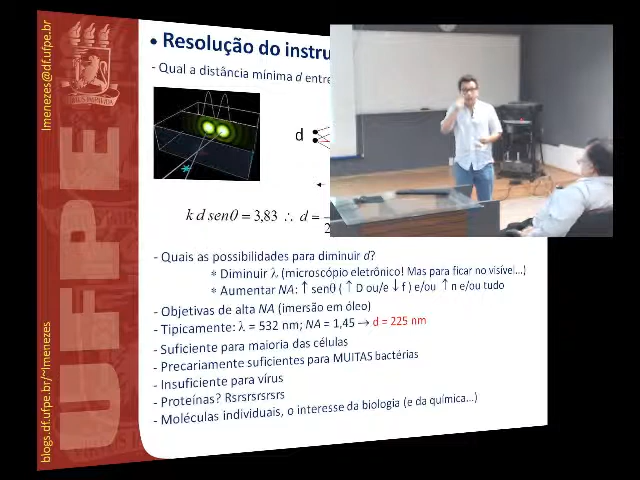 lmenezes@df.ufpe.br
blogs.df.ufpe.br/~lmenezes
UFPE
• Resolução do instru
- Qual a distância mínima d entre
d
k d senθ = 3,83 ∴ d =
2
- Quais as possibilidades para diminuir d?
* Diminuir λ (microscópio eletrônico! Mas para ficar no visível...)
* Aumentar NA: ↑ senθ ( ↑ D ou/e ↓ f ) e/ou ↑ n e/ou tudo
- Objetivas de alta NA (imersão em óleo)
- Tipicamente: λ = 532 nm; NA = 1,45 → d = 225 nm
- Suficiente para maioria das células
- Precariamente suficientes para MUITAS bactérias
- Insuficiente para vírus
- Proteínas? Rsrsrsrsrsrs
- Moléculas individuais, o interesse da biologia (e da química...)